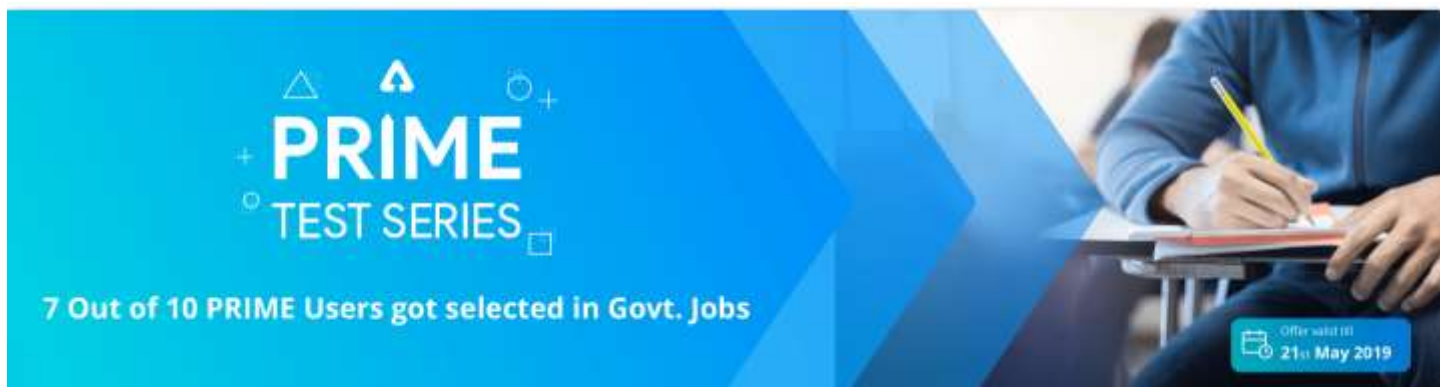 PRIME
TEST SERIES
7 Out of 10 PRIME Users got selected in Govt. Jobs
Offer valid till
21st May 2019